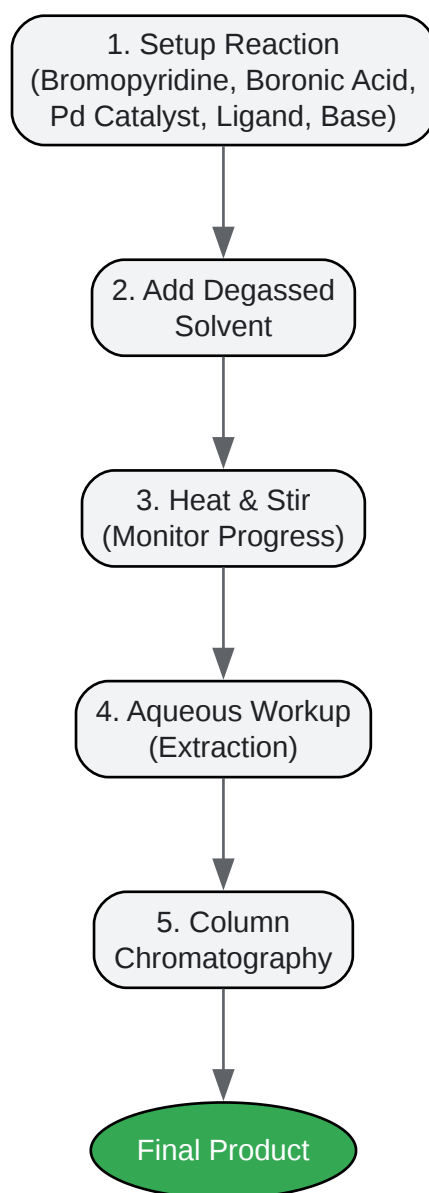 1. Setup Reaction
(Bromopyridine, Boronic Acid,
Pd Catalyst, Ligand, Base)
2. Add Degassed
Solvent
3. Heat & Stir
(Monitor Progress)
4. Aqueous Workup
(Extraction)
5. Column
Chromatography
Final Product